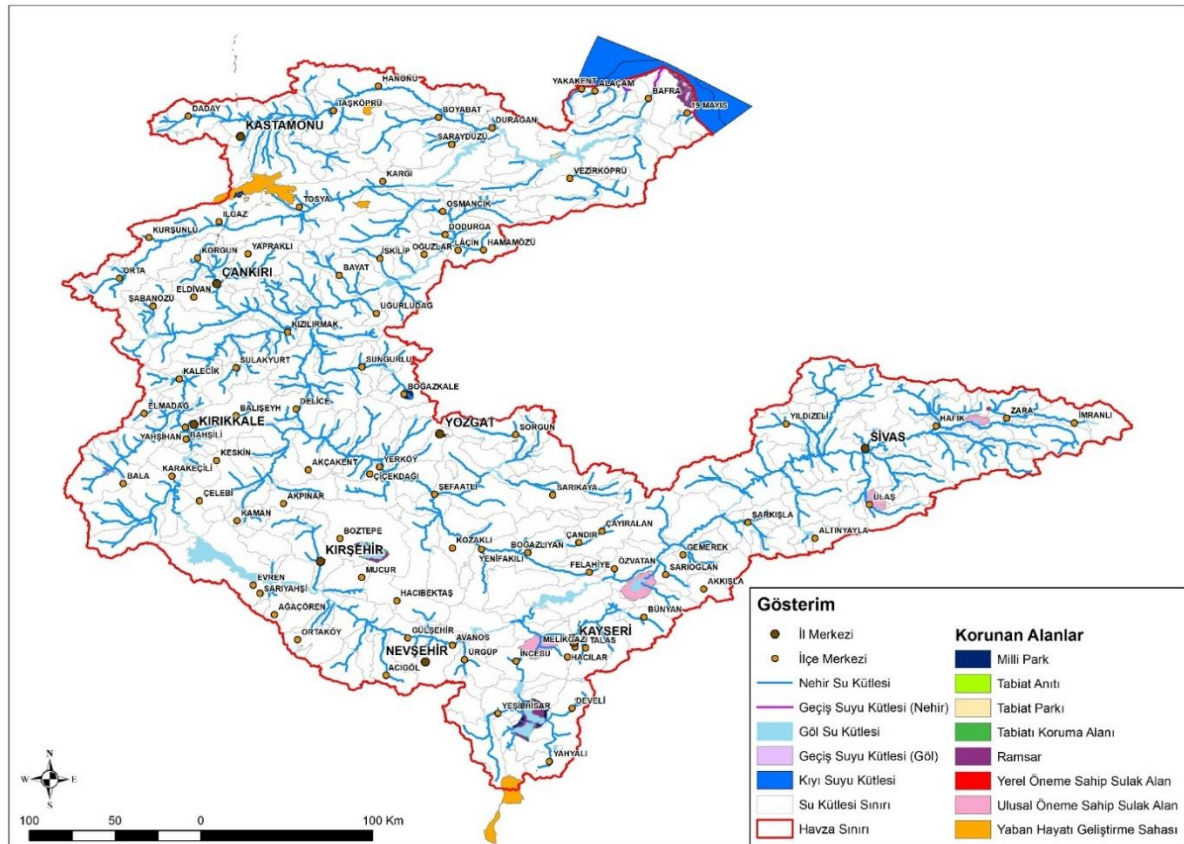 HANÖNÜ
YAKAKENT
ALAÇAM
BAFRA
19 MAYIS
DADAY
TAŞKÖPRÜ
BOYABAT
DURAĞAN
KASTAMONU
SARAYDÜZÜ
VEZİRKÖPRÜ
KARGI
TOSYA
OSMANCIK
ILGAZ
DODURGA
KURŞUNLU
KORGUN
YAPRAKLI
İSKİLİP
OĞUZLAR
LAÇİN
HAMAMÖZÜ
ORTA
ÇANKIRI
BAYAT
ELDİVAN
ŞABANÖZÜ
UĞURLUDAĞ
KIZILIRMAK
SULAKYURT
SUNGURLU
KALECİK
BOĞAZKALE
ELMADAĞ
BALIŞEYH
DELİCE
KIRIKKALE
YAHŞİHAN
BAHŞİLİ
YOZGAT
SORGUN
YILDIZELİ
HAFİK
ZARA
İMRANLI
SİVAS
KESKİN
AKÇAKENT
YERKÖY
ÇİÇEKDAĞI
BALA
KARAKEÇİLİ
ÇELEBİ
AKPINAR
ŞEFAATLİ
SARIKAYA
ULAŞ
KAMAN
ŞARKIŞLA
ALTINYAYLA
BOZTEPE
KOZAKLI
BOĞAZLIYAN
ÇANDIR
ÇAYIRALAN
GEMEREK
KIRŞEHİR
YENİFAKILI
MUCUR
FELAHİYE
ÖZVATAN
SARIOĞLAN
AKKIŞLA
EVREN
SARIYAHŞİ
HACIBEKTAŞ
AĞAÇÖREN
BÜNYAN
ORTAKÖY
GÜLŞEHİR
AVANOS
KAYSERİ
MELİKGAZİ
TALAS
NEVŞEHİR
ÜRGÜP
İNCESU
HACILAR
ACIGÖL
YEŞİLHİSAR
DEVELİ
YAHYALI
N
W
E
S
100
50
0
100 Km
Gösterim
İl Merkezi
İlçe Merkezi
Nehir Su Kütlesi
Geçiş Suyu Kütlesi (Nehir)
Göl Su Kütlesi
Geçiş Suyu Kütlesi (Göl)
Kıyı Suyu Kütlesi
Su Kütlesi Sınırı
Havza Sınırı
Korunan Alanlar
Milli Park
Tabiat Anıtı
Tabiat Parkı
Tabiatı Koruma Alanı
Ramsar
Yerel Öneme Sahip Sulak Alan
Ulusal Öneme Sahip Sulak Alan
Yaban Hayatı Geliştirme Sahası